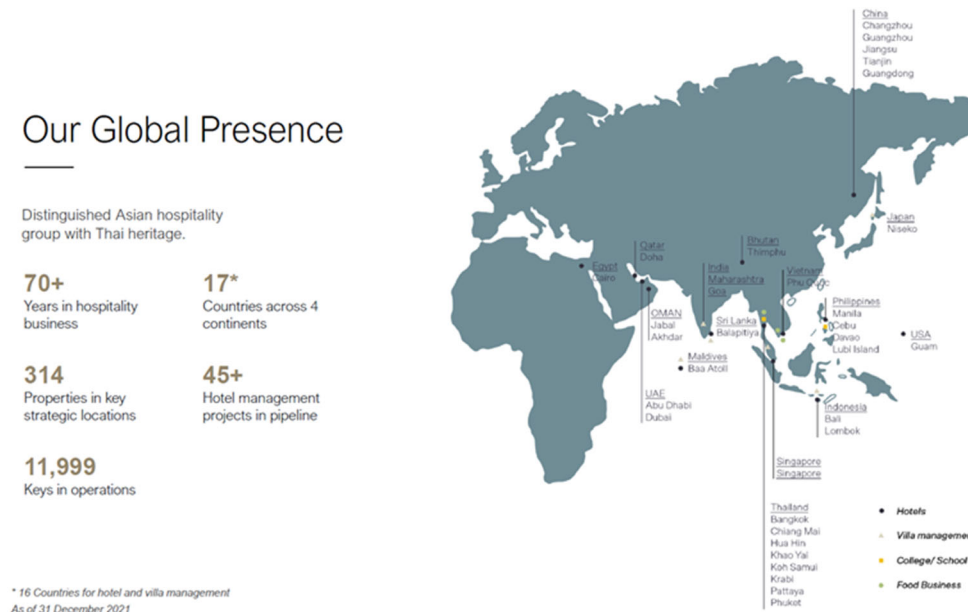 Our Global Presence
Distinguished Asian hospitality
group with Thai heritage.
70+
Years in hospitality
business
17*
Countries across 4
continents
314
Properties in key
strategic locations
45+
Hotel management
projects in pipeline
11,999
Keys in operations
* 16 Countries for hotel and villa management
As of 31 December 2021
China
Changzhou
Guangzhou
Jiangsu
Tianjin
Guangdong
Japan
Niseko
Qatar
Doha
Egypt
Cairo
Bhutan
Thimphu
India
Maharashtra
Goa
Vietnam
Phu Quoc
OMAN
Jabal
Akhdar
Sri Lanka
Balapitiya
Philippines
Manila
Cebu
Davao
Lubi Island
USA
Guam
Maldives
Baa Atoll
UAE
Abu Dhabi
Dubai
Indonesia
Bali
Lombok
Singapore
Singapore
Thailand
Bangkok
Chiang Mai
Hua Hin
Khao Yai
Koh Samui
Krabi
Pattaya
Phuket
Hotels
Villa manageme
College/ School
Food Business